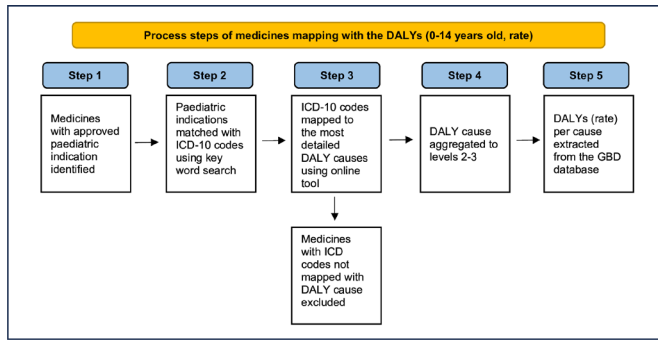 Process steps of medicines mapping with the DALYs (0-14 years old, rate)
Step 1
Medicines
with approved
paediatric
indication
identified
Step 2
Paediatric
indications
matched with
ICD-10 codes
using key
word search
Step 3
ICD-10 codes
mapped to
the most
detailed
DALY causes
using online
tool
Medicines
with ICD
codes not
mapped with
DALY cause
excluded
Step 4
DALY cause
aggregated to
levels 2-3
Step 5
DALYs (rate)
per cause
extracted
from the GBD
database